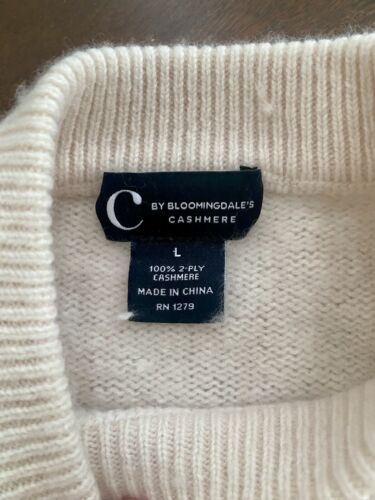 C BY BLOOMINGDALE'S
CASHMERE
L
100% 2-PLY
CASHMERE
MADE IN CHINA
RN 1279